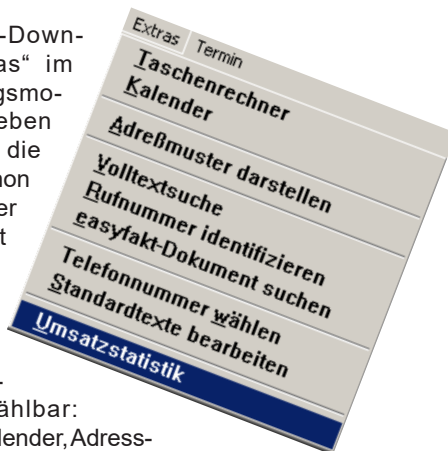 -Down-
as“ im
gsmo-
eben
die
non
er
t
Extras Termin
Taschenrechner
Kalender
Adreßmuster darstellen
Volltextsuche
Rufnummer identifizieren
easyfakt-Dokument suchen
Telefonnummer wählen
Standardtexte bearbeiten
Umsatzstatistik
-
ählbar:
lender, Adress-